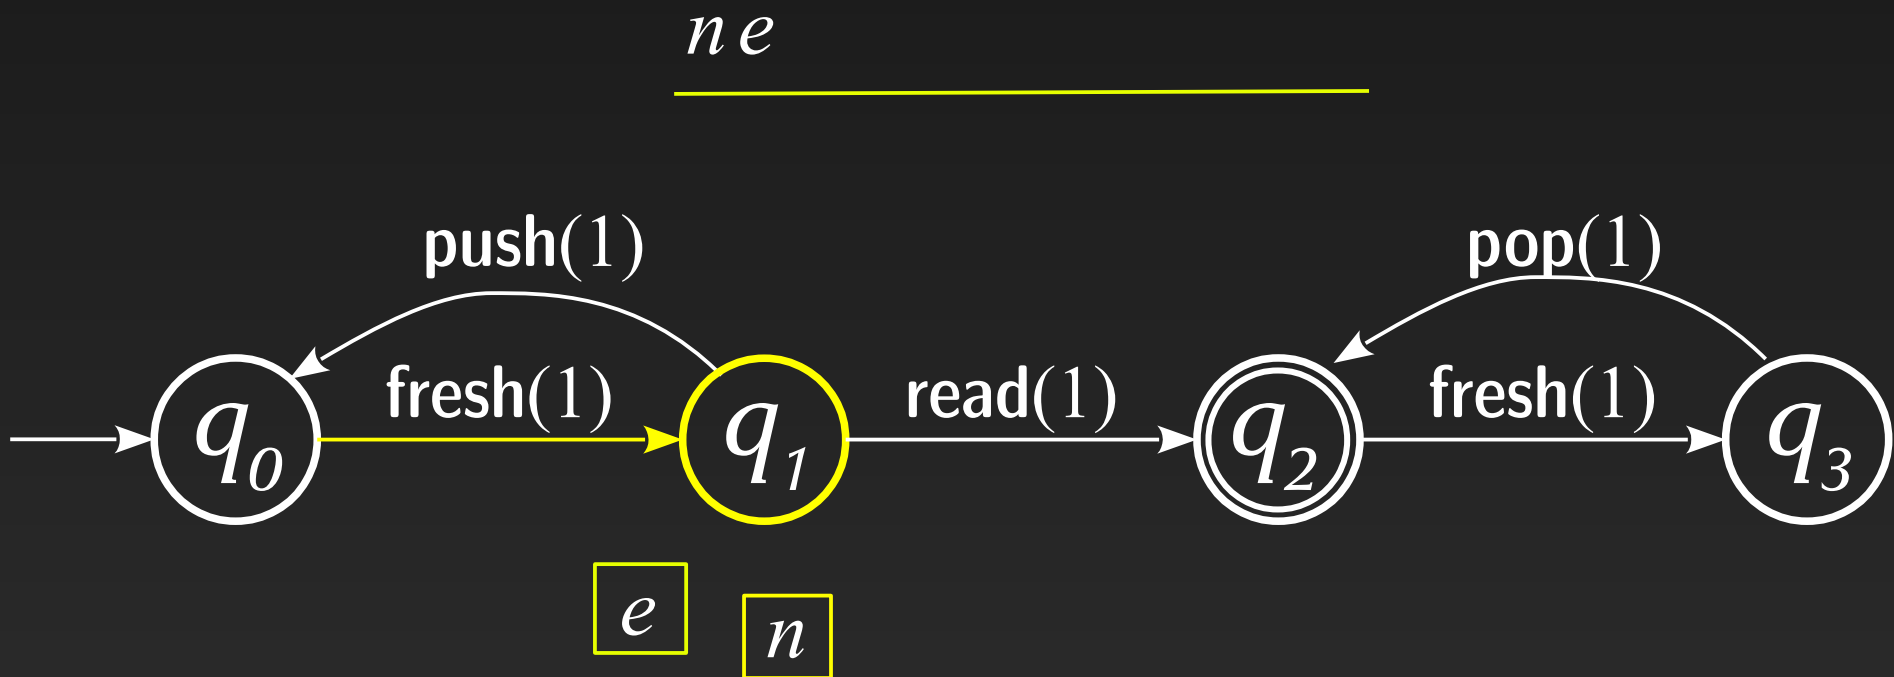 n e
push(1) pop(1)
fresh(1) read(1) fresh(1)
q0 q1 q2 q3
e n